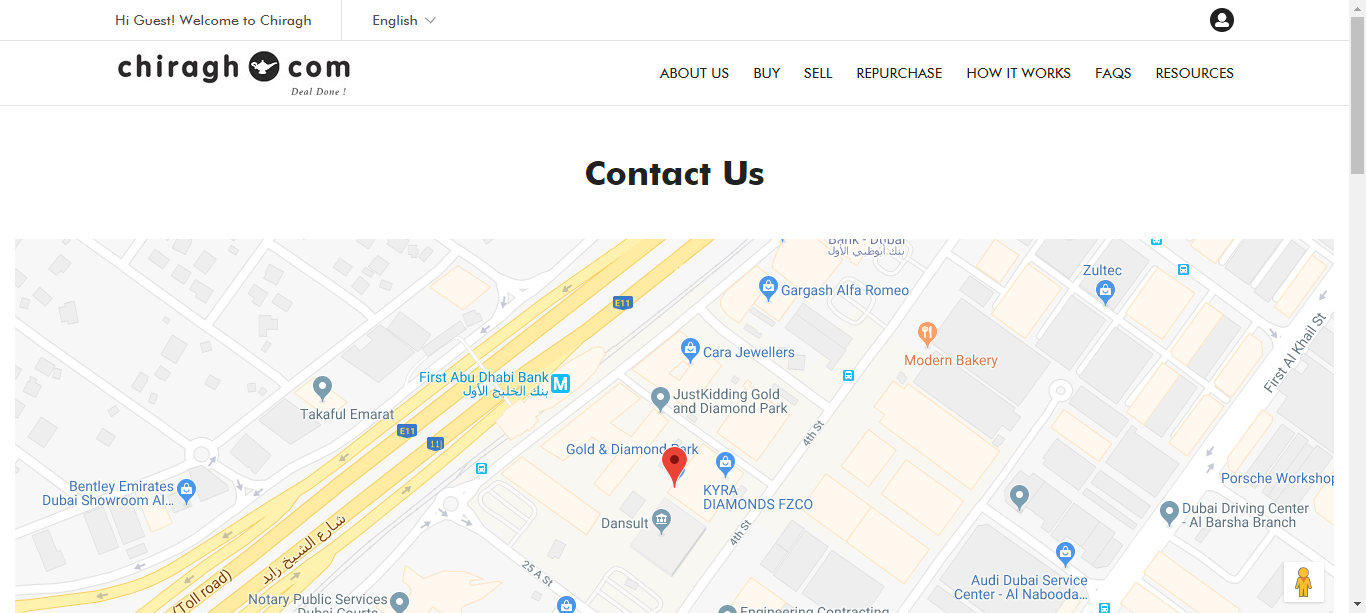 Hi Guest! Welcome to Chiragh
English
chiragh com
Deal Done !
ABOUT US
BUY
SELL
REPURCHASE
HOW IT WORKS
FAQS
RESOURCES
Contact Us
Bank - Dubai
بنك أبوظبي الأول
Zultec
Gargash Alfa Romeo
E11
Modern Bakery
First Al Khail St
Cara Jewellers
First Abu Dhabi Bank
بنك الخليج الأول
M
JustKidding Gold
and Diamond Park
Takaful Emarat
E11
4th St
Gold & Diamond Park
Bentley Emirates
Dubai Showroom Al...
KYRA
DIAMONDS FZCO
Porsche Workshop
Dansult
4th St
Dubai Driving Center
- Al Barsha Branch
شارع الشيخ زايد
(Toll road)
25 A St
Audi Dubai Service
Center - Al Nabooda...
Notary Public Services
Dubai Courts
Engineering Contracting